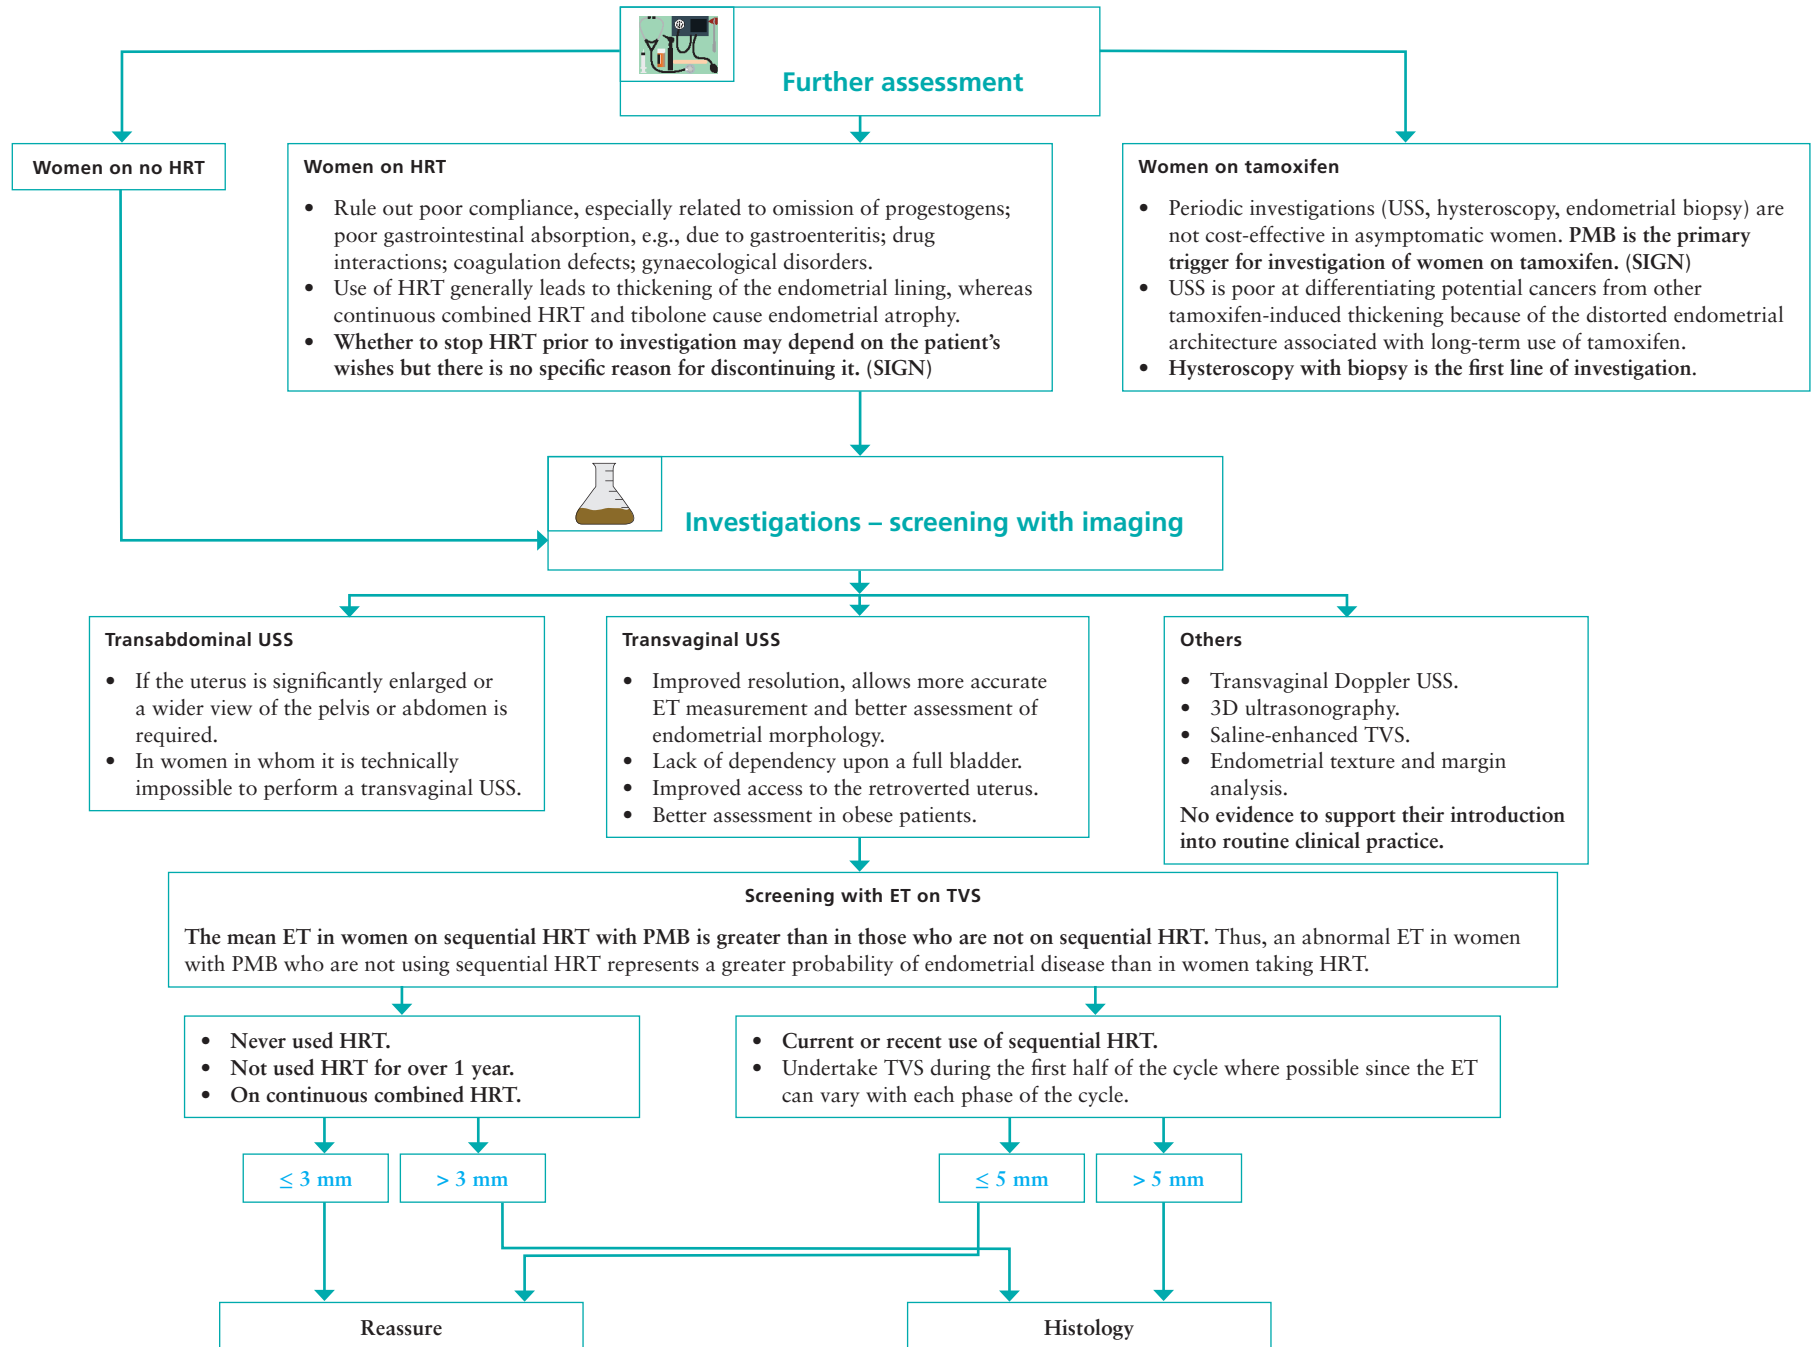 Further assessment
Women on no HRT
Women on HRT
• Rule out poor compliance, especially related to omission of progestogens;
poor gastrointestinal absorption, e.g., due to gastroenteritis; drug
interactions; coagulation defects; gynaecological disorders.
• Use of HRT generally leads to thickening of the endometrial lining, whereas
continuous combined HRT and tibolone cause endometrial atrophy.
• Whether to stop HRT prior to investigation may depend on the patient’s
wishes but there is no specific reason for discontinuing it. (SIGN)
Women on tamoxifen
• Periodic investigations (USS, hysteroscopy, endometrial biopsy) are
not cost-effective in asymptomatic women. PMB is the primary
trigger for investigation of women on tamoxifen. (SIGN)
• USS is poor at differentiating potential cancers from other
tamoxifen-induced thickening because of the distorted endometrial
architecture associated with long-term use of tamoxifen.
• Hysteroscopy with biopsy is the first line of investigation.
Investigations – screening with imaging
Transabdominal USS
• If the uterus is significantly enlarged or
a wider view of the pelvis or abdomen is
required.
• In women in whom it is technically
impossible to perform a transvaginal USS.
Transvaginal USS
• Improved resolution, allows more accurate
ET measurement and better assessment of
endometrial morphology.
• Lack of dependency upon a full bladder.
• Improved access to the retroverted uterus.
• Better assessment in obese patients.
Others
• Transvaginal Doppler USS.
• 3D ultrasonography.
• Saline-enhanced TVS.
• Endometrial texture and margin
analysis.
No evidence to support their introduction
into routine clinical practice.
Screening with ET on TVS
The mean ET in women on sequential HRT with PMB is greater than in those who are not on sequential HRT. Thus, an abnormal ET in women
with PMB who are not using sequential HRT represents a greater probability of endometrial disease than in women taking HRT.
• Never used HRT.
• Not used HRT for over 1 year.
• On continuous combined HRT.
• Current or recent use of sequential HRT.
• Undertake TVS during the first half of the cycle where possible since the ET
can vary with each phase of the cycle.
≤ 3 mm
> 3 mm
≤ 5 mm
> 5 mm
Reassure
Histology